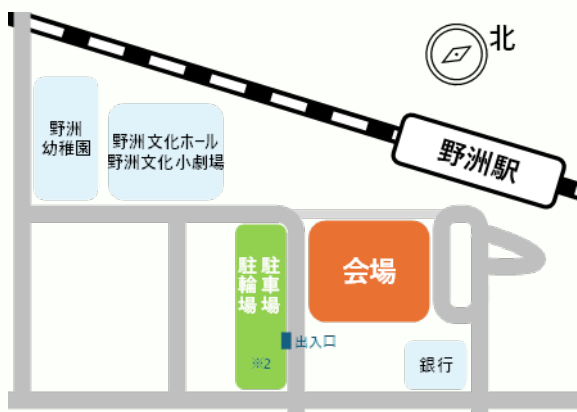 北
野洲
幼稚園
野洲文化ホール
野洲文化小劇場
野洲駅
駐車場
駐輪場
会場
出入口
※2
銀行